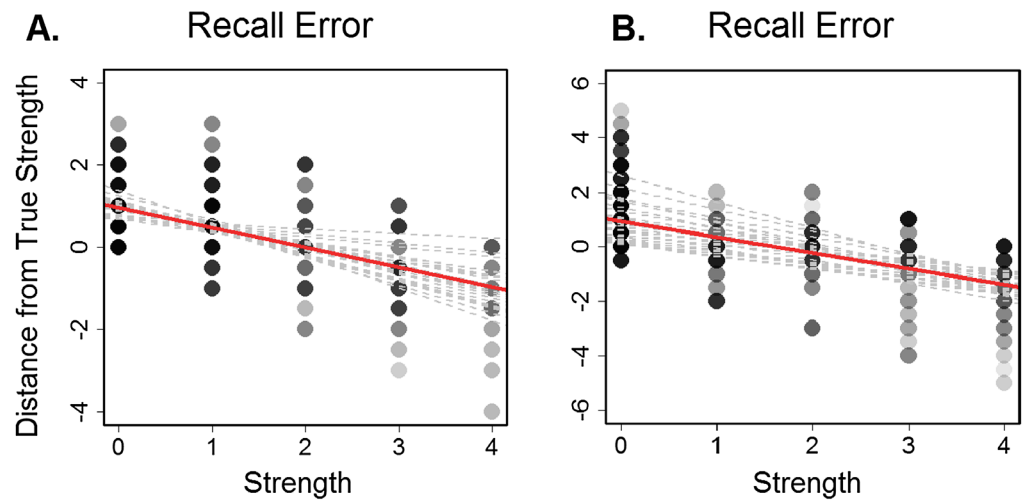 A. Recall Error
B. Recall Error
Distance from True Strength
4
2
0
-2
-4
0 1 2 3 4
Strength
6
4
2
0
-2
-4
-6
0 1 2 3 4
Strength